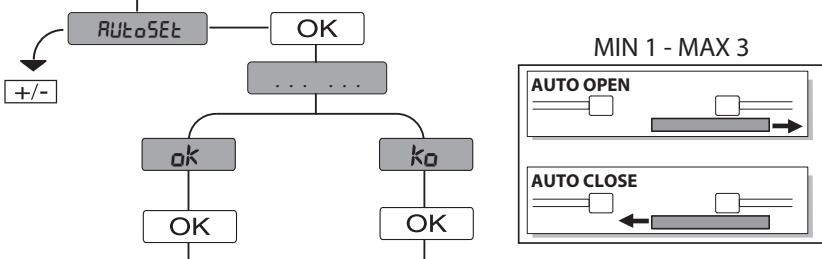 AUtoSEt
OK
MIN 1 - MAX 3
+/-
. . . . . .
AUTO OPEN
ok
ko
AUTO CLOSE
OK
OK